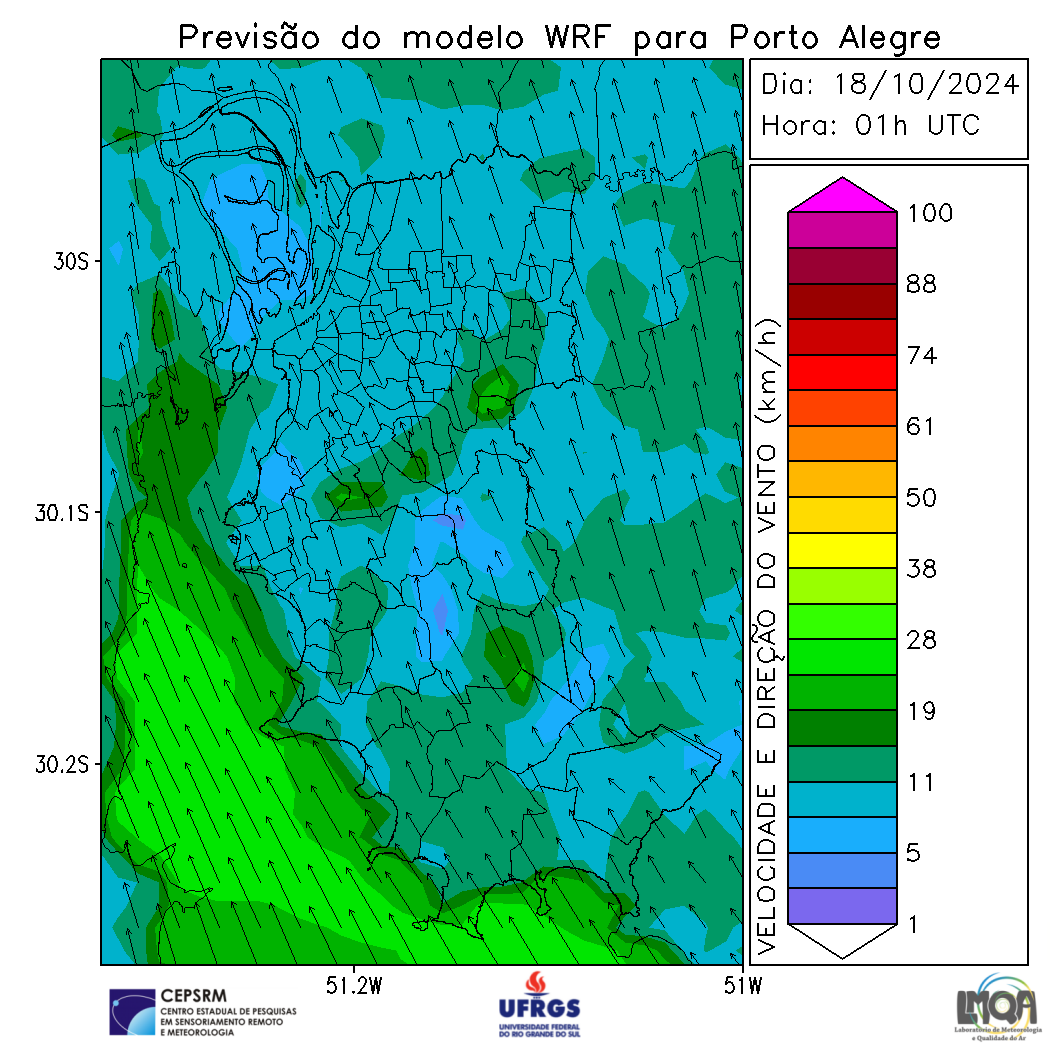 Previsão do modelo WRF para Porto Alegre
Dia: 18/10/2024
Hora: 01h UTC
30S
30.1S
30.2S
51.2W
51W
VELOCIDADE E DIREÇÃO DO VENTO (km/h)
100
88
74
61
50
38
28
19
11
5
1
CEPSRM
CENTRO ESTADUAL DE PESQUISAS
EM SENSORIAMENTO REMOTO
E METEOROLOGIA
UFRGS
UNIVERSIDADE FEDERAL
DO RIO GRANDE DO SUL
LMQA
Laboratório de Meteorologia
e Qualidade do Ar